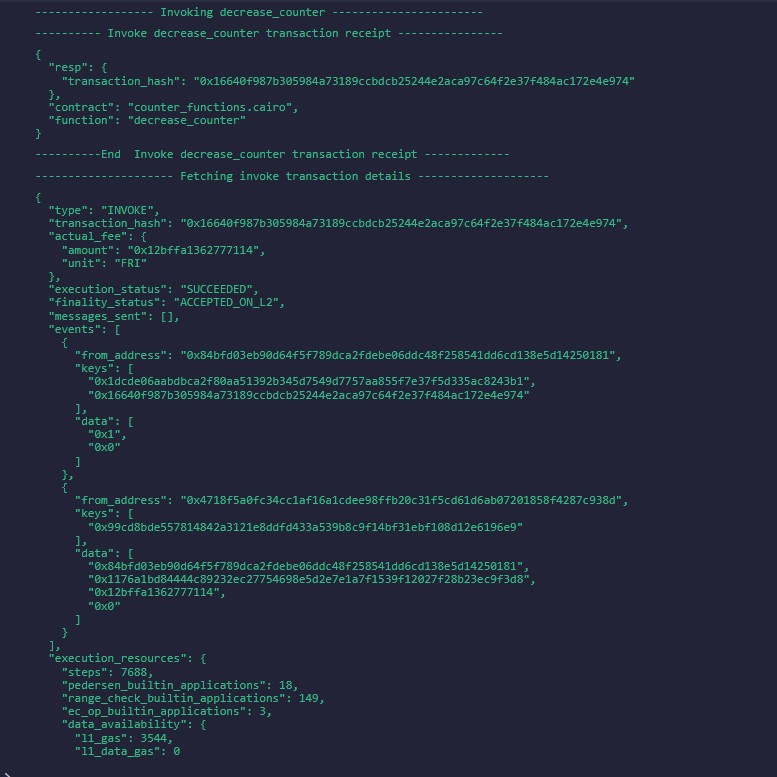 ------------------ Invoking decrease_counter -----------------------
---------- Invoke decrease_counter transaction receipt ----------------
{
  "resp": {
    "transaction_hash": "0x16640f987b305984a73189ccbdcb25244e2aca97c64f2e37f484ac172e4e974"
  },
  "contract": "counter_functions.cairo",
  "function": "decrease_counter"
}
----------End  Invoke decrease_counter transaction receipt -------------
--------------------- Fetching invoke transaction details --------------------
{
  "type": "INVOKE",
  "transaction_hash": "0x16640f987b305984a73189ccbdcb25244e2aca97c64f2e37f484ac172e4e974",
  "actual_fee": {
    "amount": "0x12bffa1362777114",
    "unit": "FRI"
  },
  "execution_status": "SUCCEEDED",
  "finality_status": "ACCEPTED_ON_L2",
  "messages_sent": [],
  "events": [
    {
      "from_address": "0x84bfd03eb90d64f5f789dca2fdebe06ddc48f258541dd6cd138e5d14250181",
      "keys": [
        "0x1dcde06aabdbca2f80aa51392b345d7549d7757aa855f7e37f5d335ac8243b1",
        "0x16640f987b305984a73189ccbdcb25244e2aca97c64f2e37f484ac172e4e974"
      ],
      "data": [
        "0x1",
        "0x0"
      ]
    },
    {
      "from_address": "0x4718f5a0fc34cc1af16a1cdee98ffb20c31f5cd61d6ab07201858f4287c938d",
      "keys": [
        "0x99cd8bde557814842a3121e8ddfd433a539b8c9f14bf31ebf108d12e6196e9"
      ],
      "data": [
        "0x84bfd03eb90d64f5f789dca2fdebe06ddc48f258541dd6cd138e5d14250181",
        "0x1176a1bd84444c89232ec27754698e5d2e7e1a7f1539f12027f28b23ec9f3d8",
        "0x12bffa1362777114",
        "0x0"
      ]
    }
  ],
  "execution_resources": {
    "steps": 7688,
    "pedersen_builtin_applications": 18,
    "range_check_builtin_applications": 149,
    "ec_op_builtin_applications": 3,
    "data_availability": {
      "l1_gas": 3544,
      "l1_data_gas": 0